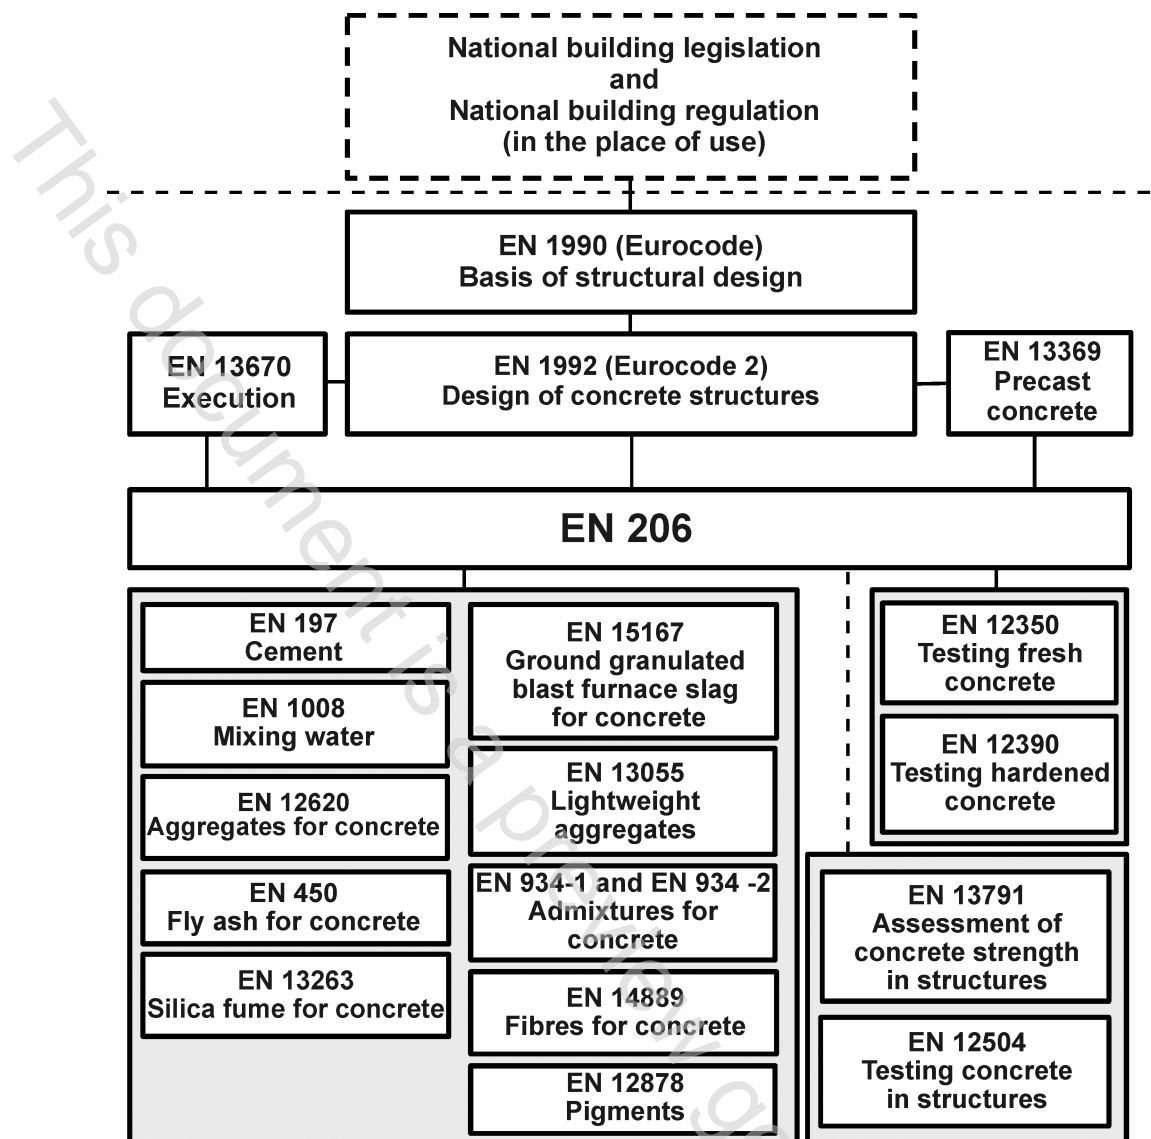 National building legislation
and
National building regulation
(in the place of use)
EN 1990 (Eurocode)
Basis of structural design
EN 13670
Execution
EN 1992 (Eurocode 2)
Design of concrete structures
EN 13369
Precast
concrete
EN 206
EN 197
Cement
EN 1008
Mixing water
EN 12620
Aggregates for concrete
EN 450
Fly ash for concrete
EN 13263
Silica fume for concrete
EN 15167
Ground granulated
blast furnace slag
for concrete
EN 13055
Lightweight
aggregates
EN 934-1 and EN 934 -2
Admixtures for
concrete
EN 14889
Fibres for concrete
EN 12878
Pigments
EN 12350
Testing fresh
concrete
EN 12390
Testing hardened
concrete
EN 13791
Assessment of
concrete strength
in structures
EN 12504
Testing concrete
in structures
This document is a preview